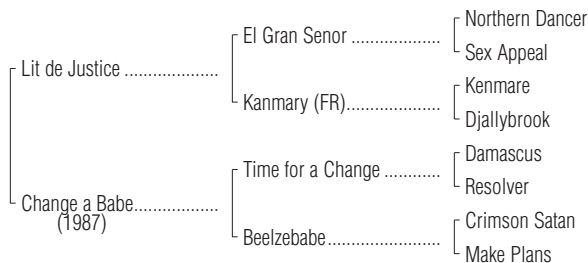 Northern Dancer
El Gran Senor ....................
Sex Appeal
Lit de Justice .....................
Kenmare
Kanmary (FR)......................
Djallybrook
Damascus
Time for a Change ............
Resolver
Change a Babe...................
(1987)
Crimson Satan
Beelzebabe.........................
Make Plans